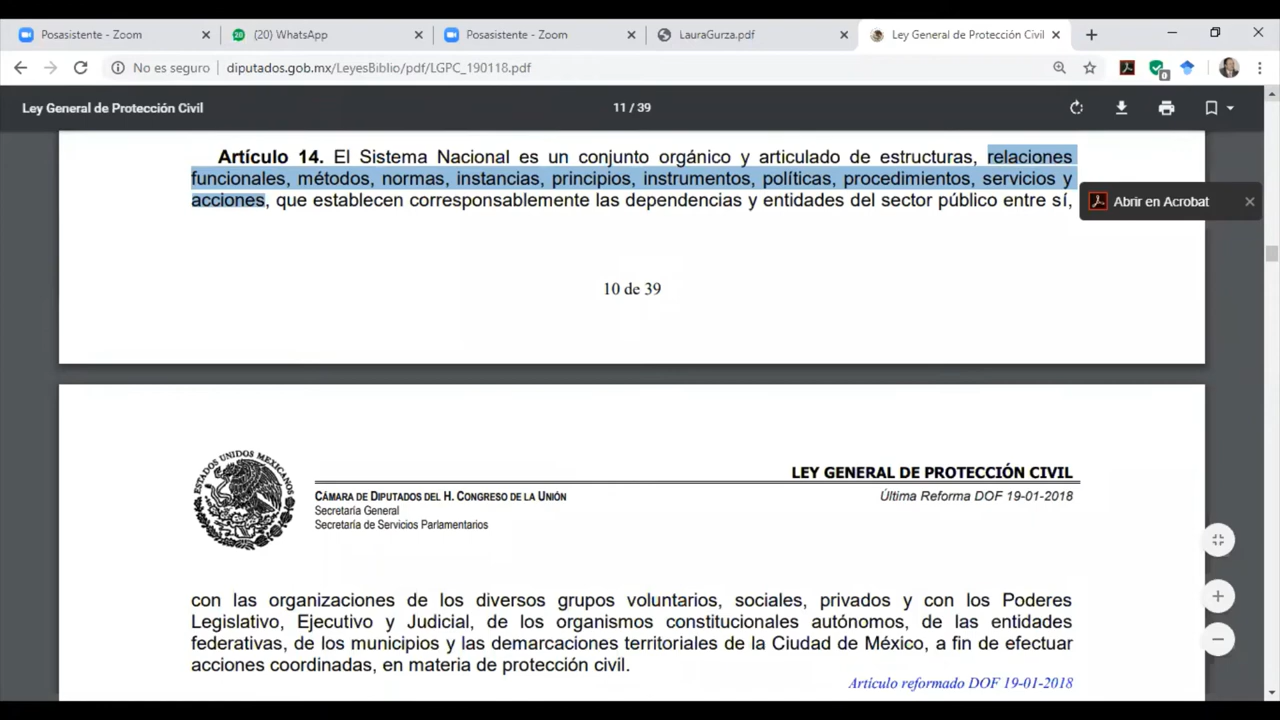 Posasistente - Zoom
(20) WhatsApp
Posasistente - Zoom
LauraGurza.pdf
Ley General de Protección Civil
No es seguro
diputados.gob.mx/LeyesBiblio/pdf/LGPC_190118.pdf
0
Ley General de Protección Civil
11 / 39
Artículo 14. El Sistema Nacional es un conjunto orgánico y articulado de estructuras, relaciones
funcionales, métodos, normas, instancias, principios, instrumentos, políticas, procedimientos, servicios y
acciones, que establecen corresponsablemente las dependencias y entidades del sector público entre sí,
Abrir en Acrobat
10 de 39
ESTADOS UNIDOS MEXICANOS
LEY GENERAL DE PROTECCIÓN CIVIL
CÁMARA DE DIPUTADOS DEL H. CONGRESO DE LA UNIÓN
Última Reforma DOF 19-01-2018
Secretaría General
Secretaría de Servicios Parlamentarios
con las organizaciones de los diversos grupos voluntarios, sociales, privados y con los Poderes
Legislativo, Ejecutivo y Judicial, de los organismos constitucionales autónomos, de las entidades
federativas, de los municipios y las demarcaciones territoriales de la Ciudad de México, a fin de efectuar
acciones coordinadas, en materia de protección civil.
Artículo reformado DOF 19-01-2018